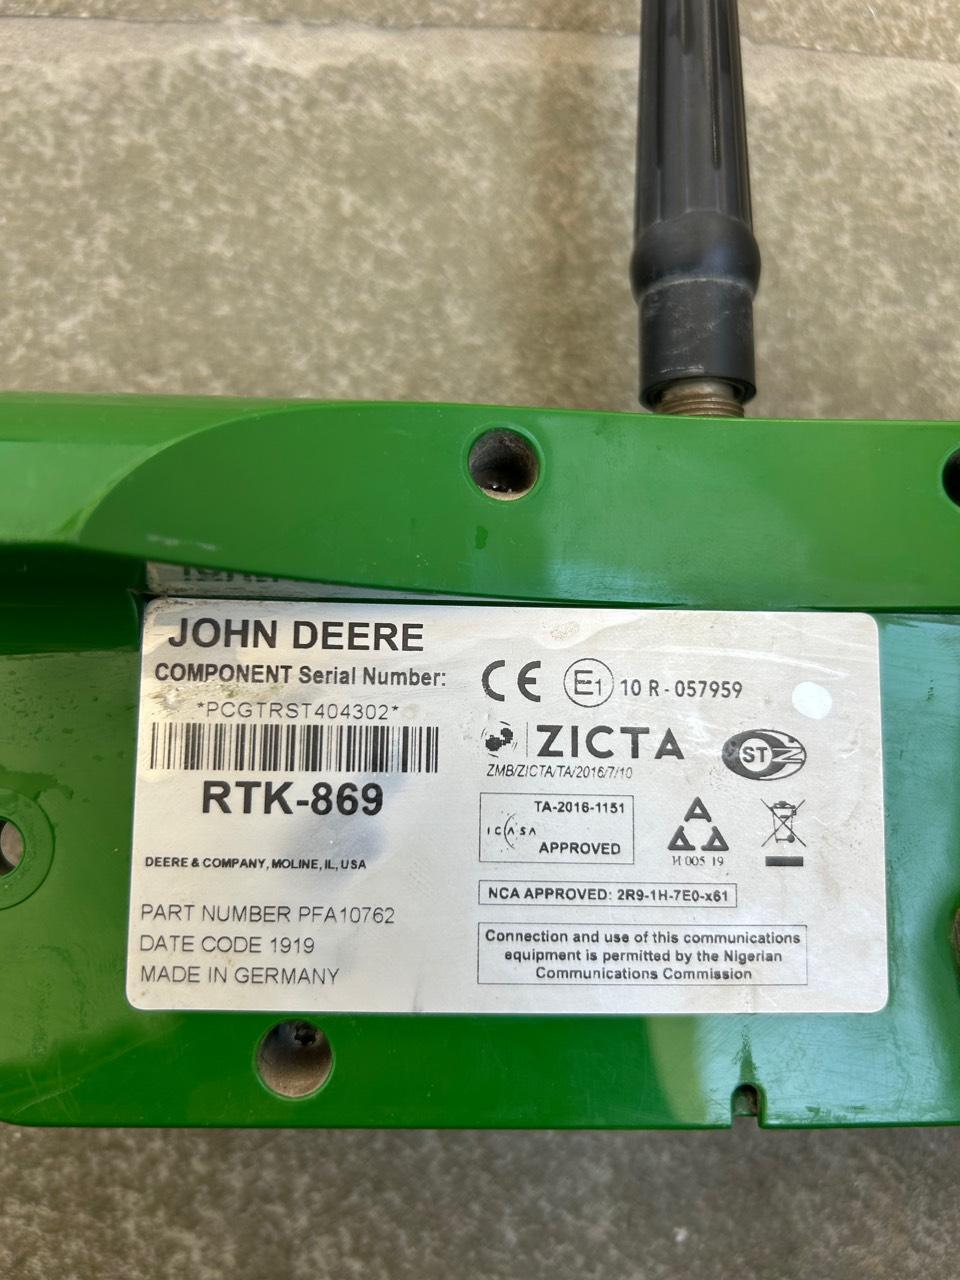 JOHN DEERE
COMPONENT Serial Number:
*PCGTRST404302*
RTK-869
DEERE & COMPANY, MOLINE, IL, USA
PART NUMBER PFA10762
DATE CODE 1919
MADE IN GERMANY
CE E1 10 R - 057959
ZICTA
ZMB/ZICTA/TA/2016/7/10
ST
TA-2016-1151
ICASA
APPROVED
И 005 19
NCA APPROVED: 2R9-1H-7E0-x61
Connection and use of this communications
equipment is permitted by the Nigerian
Communications Commission